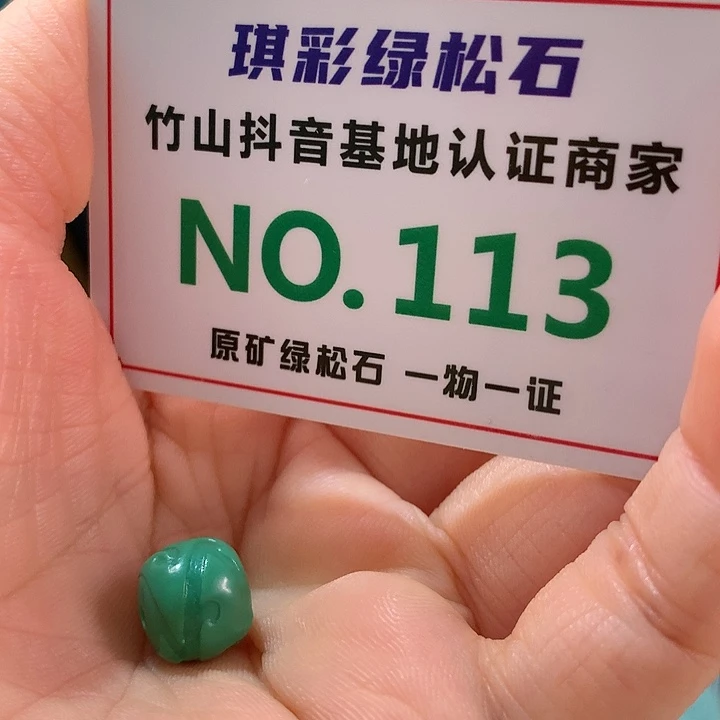 琪彩绿松石
竹山抖音基地认证商家
NO.113
原矿绿松石 一物一证